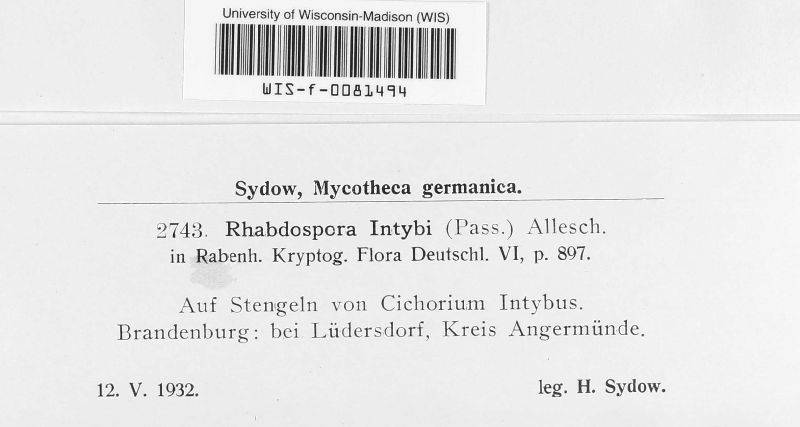 University of Wisconsin-Madison (WIS)
WIS-f-0081494
Sydow, Mycotheca germanica.
2743. Rhabdospora Intybi (Pass.) Allesch.
in Rabenh. Kryptog. Flora Deutschl. VI, p. 897.
Auf Stengeln von Cichorium Intybus.
Brandenburg: bei Lüdersdorf, Kreis Angermünde.
12. V. 1932.
leg. H. Sydow.